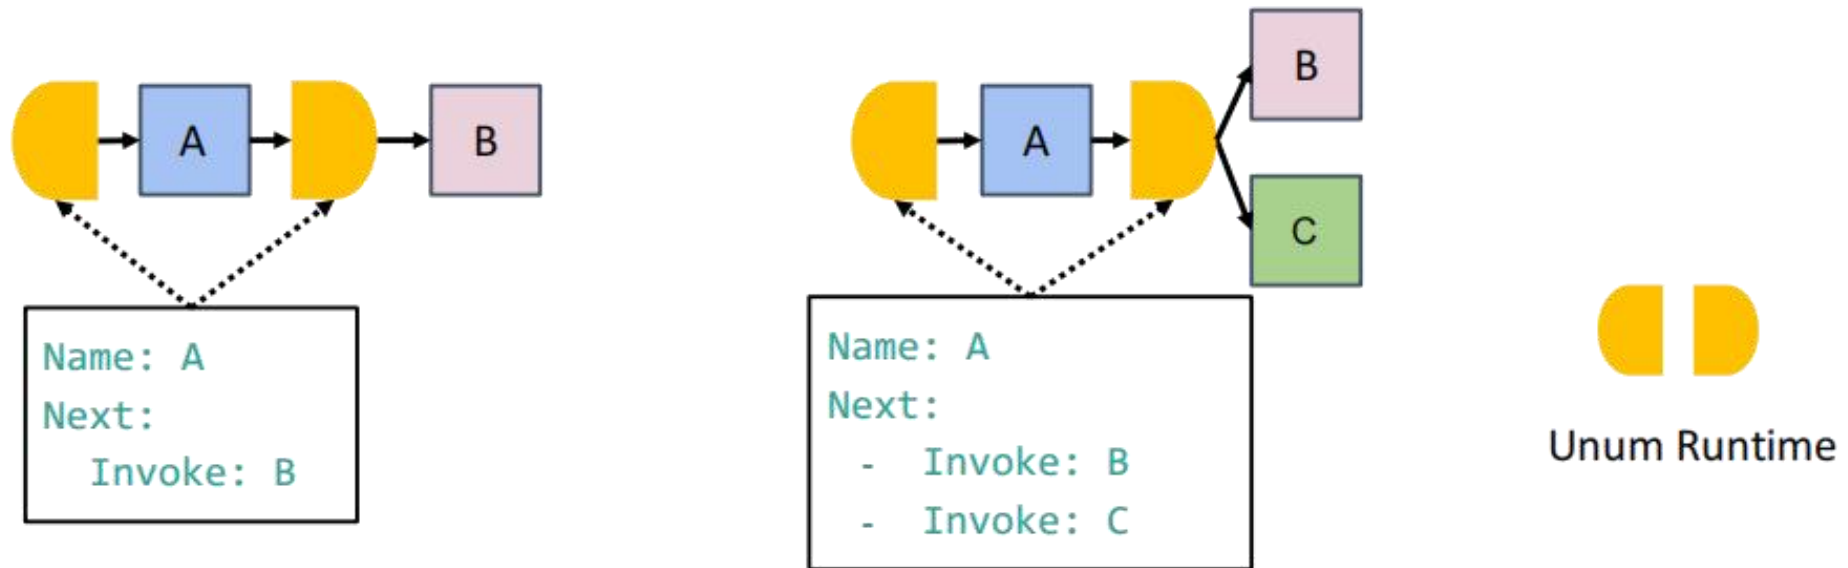 A
B
Name: A
Next:
Invoke: B
A
B
C
Name: A
Next:
- Invoke: B
- Invoke: C
Unum Runtime